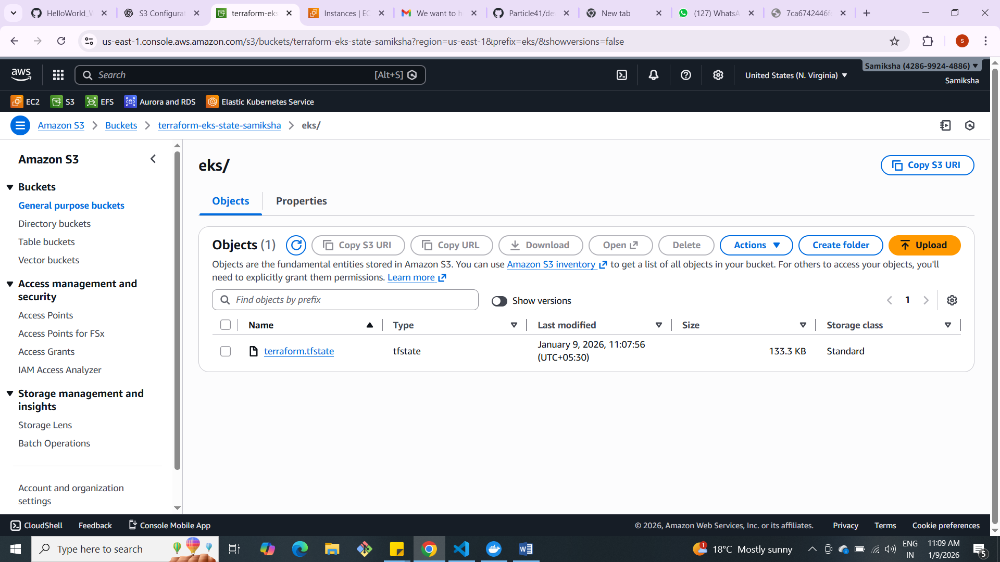 HelloWorld_W
S3 Configurat
terraform-eks
Instances | EC
We want to h
Particle41/de
New tab
(127) WhatsA
7ca6742446f
us-east-1.console.aws.amazon.com/s3/buckets/terraform-eks-state-samiksha?region=us-east-1&prefix=eks/&showversions=false
S
aws
Search
[Alt+S]
United States (N. Virginia)
Samiksha (4286-9924-4886)
Samiksha
EC2
S3
EFS
Aurora and RDS
Elastic Kubernetes Service
Amazon S3
Buckets
terraform-eks-state-samiksha
eks/
Amazon S3
Buckets
General purpose buckets
Directory buckets
Table buckets
Vector buckets
Access management and
security
Access Points
Access Points for FSx
Access Grants
IAM Access Analyzer
Storage management and
insights
Storage Lens
Batch Operations
Account and organization
settings
eks/
Copy S3 URI
Objects
Properties
Objects (1)
Copy S3 URI
Copy URL
Download
Open
Delete
Actions
Create folder
Upload
Objects are the fundamental entities stored in Amazon S3. You can use Amazon S3 inventory to get a list of all objects in your bucket. For others to access your objects, you'll
need to explicitly grant them permissions. Learn more
Find objects by prefix
Show versions
1
Name
Type
Last modified
Size
Storage class
terraform.tfstate
tfstate
January 9, 2026, 11:07:56
(UTC+05:30)
133.3 KB
Standard
CloudShell
Feedback
Console Mobile App
© 2026, Amazon Web Services, Inc. or its affiliates.
Privacy
Terms
Cookie preferences
Type here to search
1
18°C Mostly sunny
ENG
IN
11:09 AM
1/9/2026
5